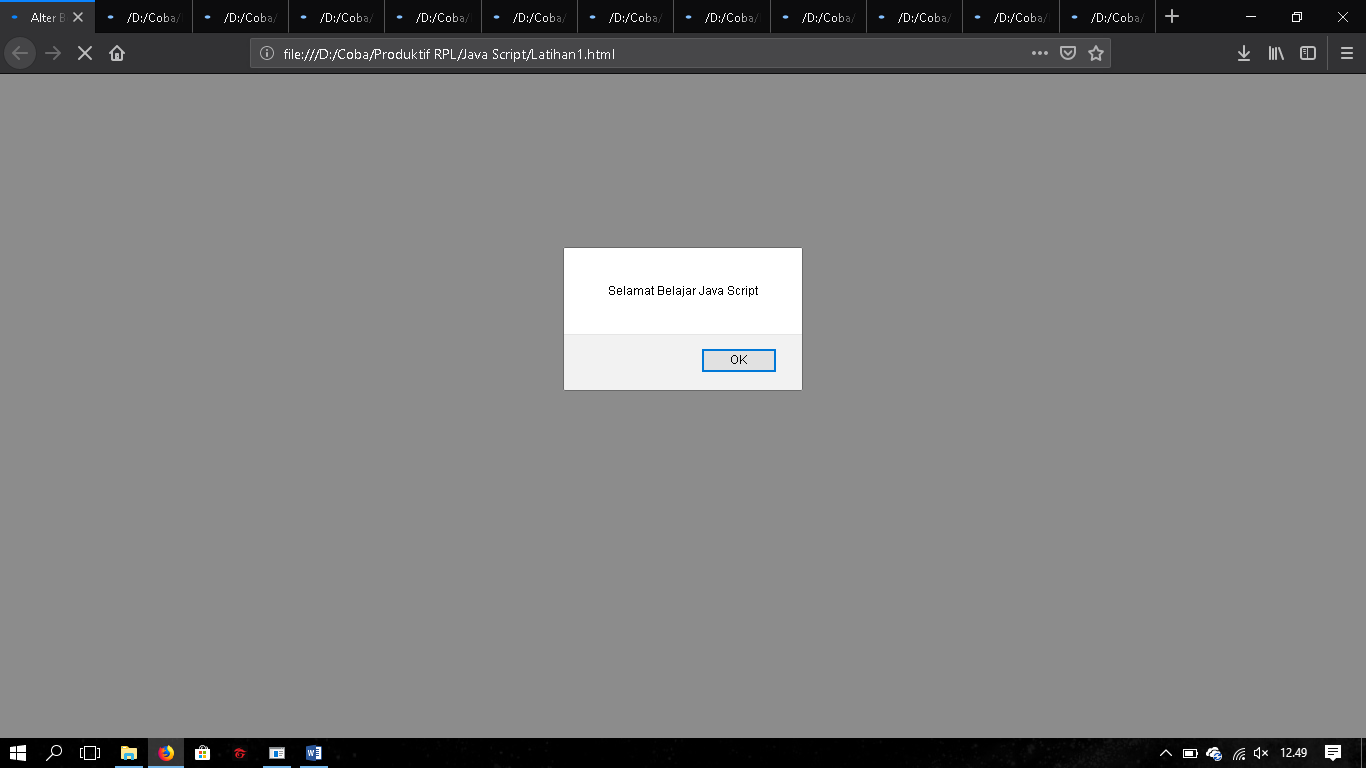 Alter B
/D:/Coba/
/D:/Coba/
/D:/Coba/
/D:/Coba/
/D:/Coba/
/D:/Coba/
/D:/Coba/
/D:/Coba/
/D:/Coba/
/D:/Coba/
/D:/Coba/
file:///D:/Coba/Produktif RPL/Java Script/Latihan1.html
Selamat Belajar Java Script
OK
12.49